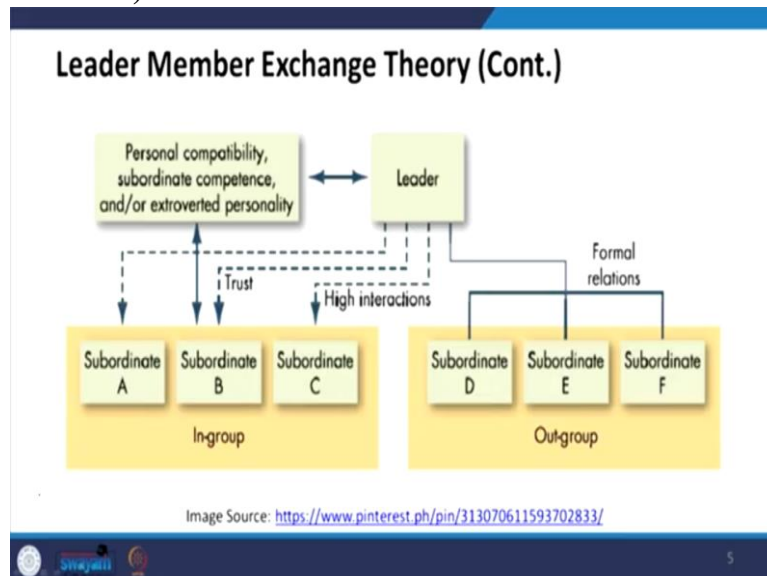 Leader Member Exchange Theory (Cont.)
Personal compatibility,
subordinate competence,
and/or extroverted personality
Leader
Trust
High interactions
Formal
relations
Subordinate
A
Subordinate
B
Subordinate
C
In-group
Subordinate
D
Subordinate
E
Subordinate
F
Out-group
Image Source: https://www.pinterest.ph/pin/313070611593702833/
swayam
5